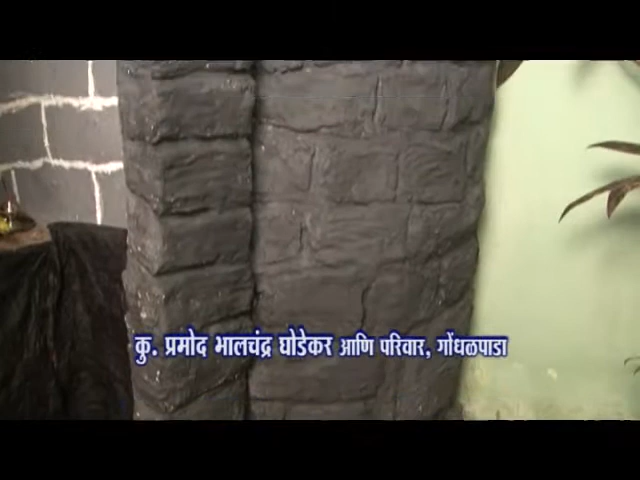 कु. प्रमोद भालचंद्र घोडेकर आणि परिवार, गोंधळपाडा